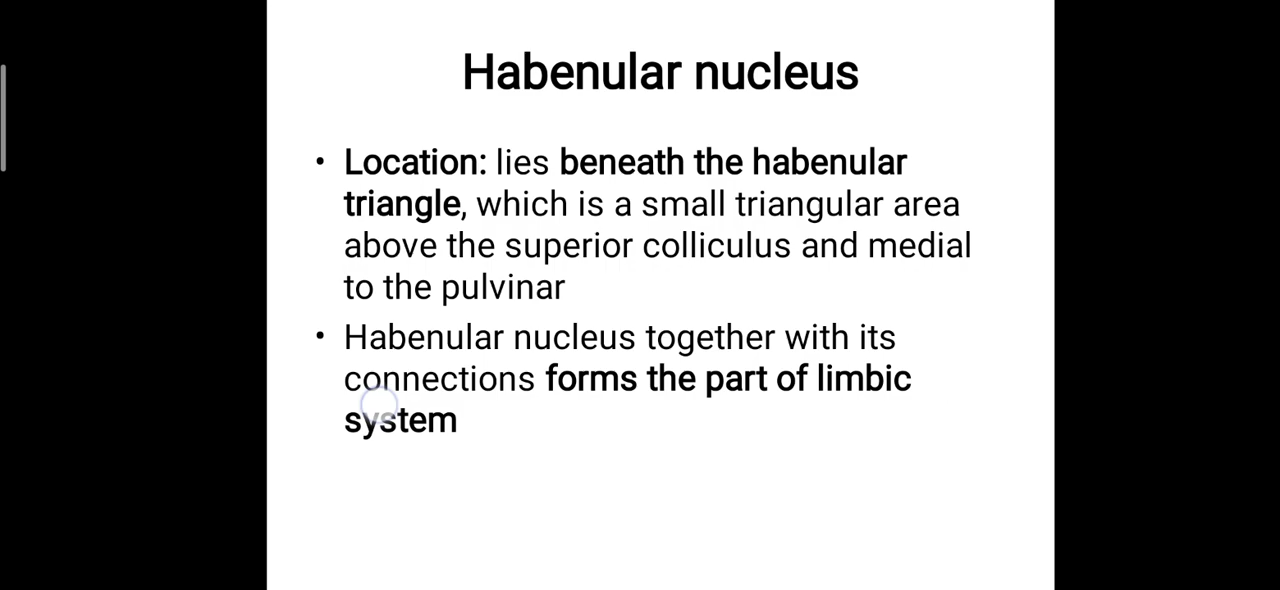 Habenular nucleus
• Location: lies beneath the habenular
triangle, which is a small triangular area
above the superior colliculus and medial
to the pulvinar
• Habenular nucleus together with its
connections forms the part of limbic
system